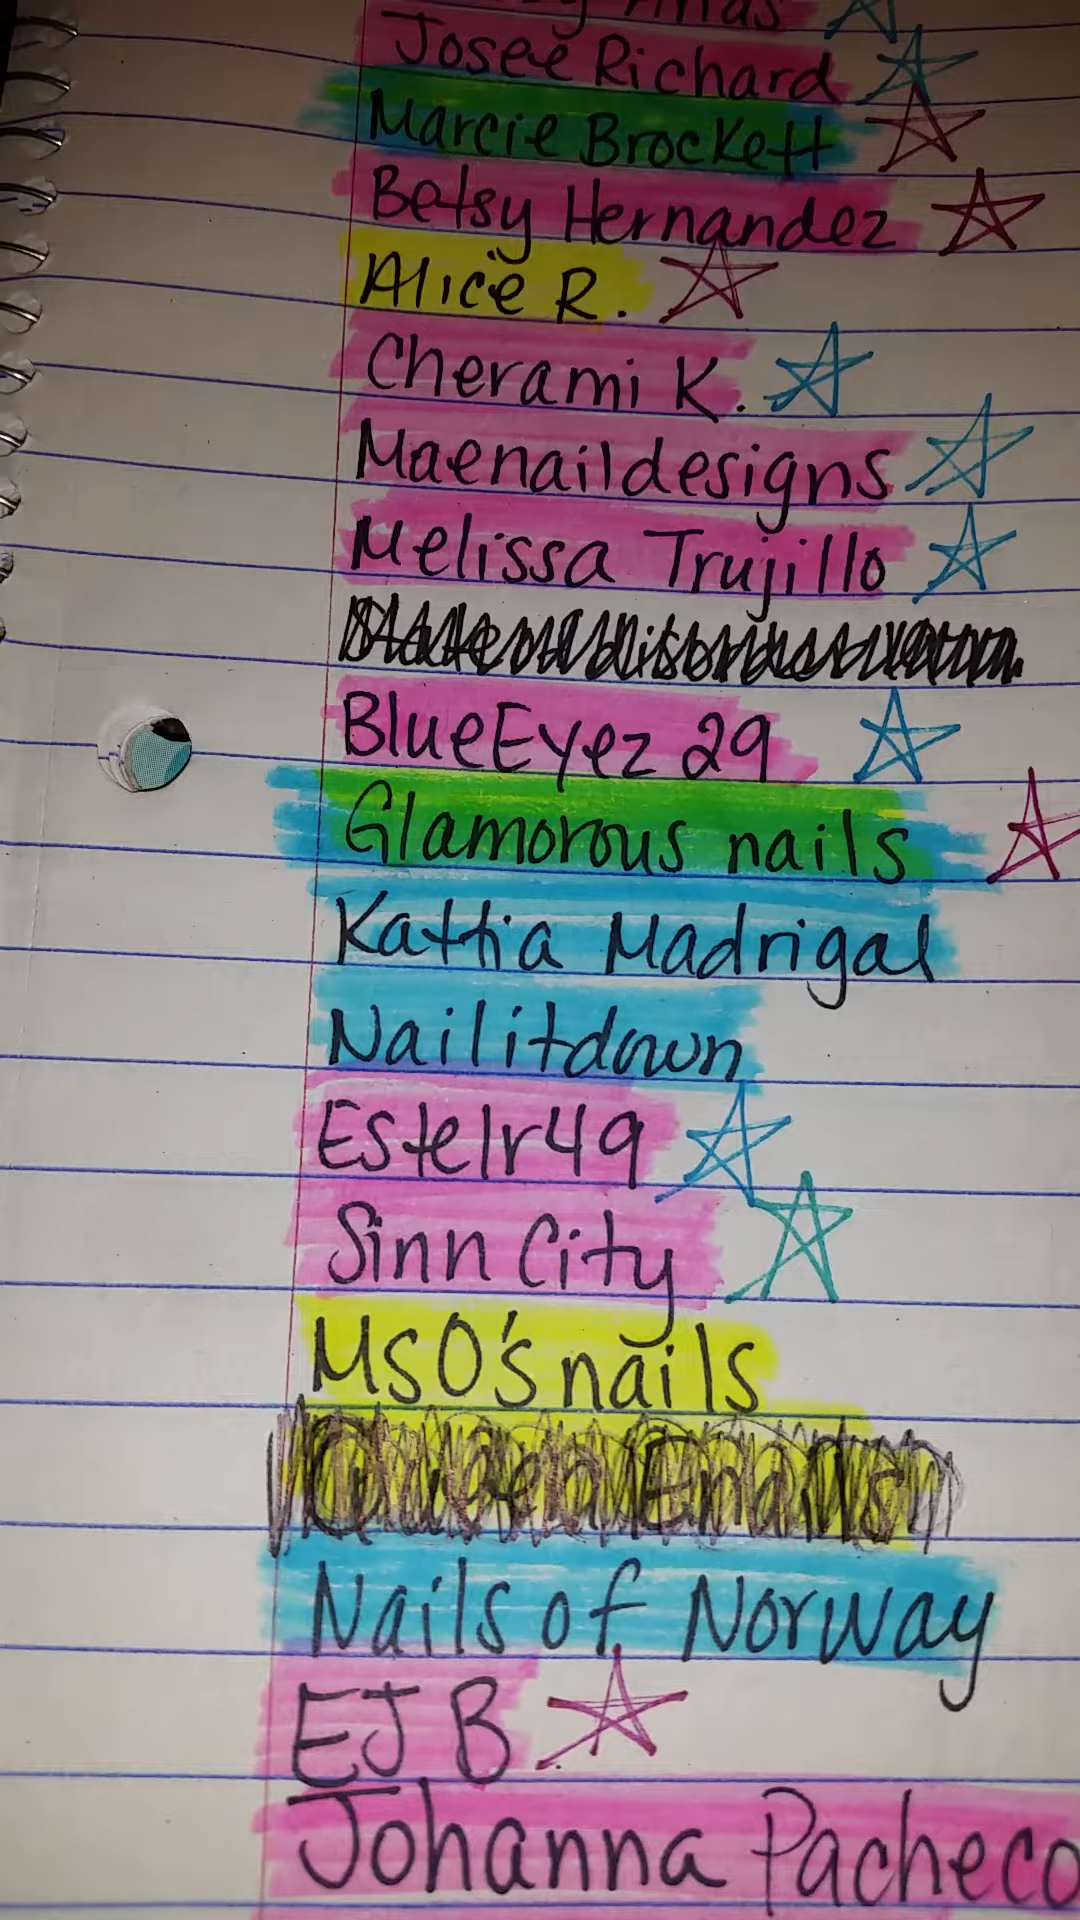 Josee Richard
Marcie Brockett
Betsy Hernandez
Alice R.
Cherami K.
Maenaildesigns
Melissa Trujillo
BlueEyez 29
Glamorous nails
Kattia Madrigal
Nailitdown
Estelr49
Sinn City
MsO's nails
Nails of Norway
EJ B
Johanna Pacheco